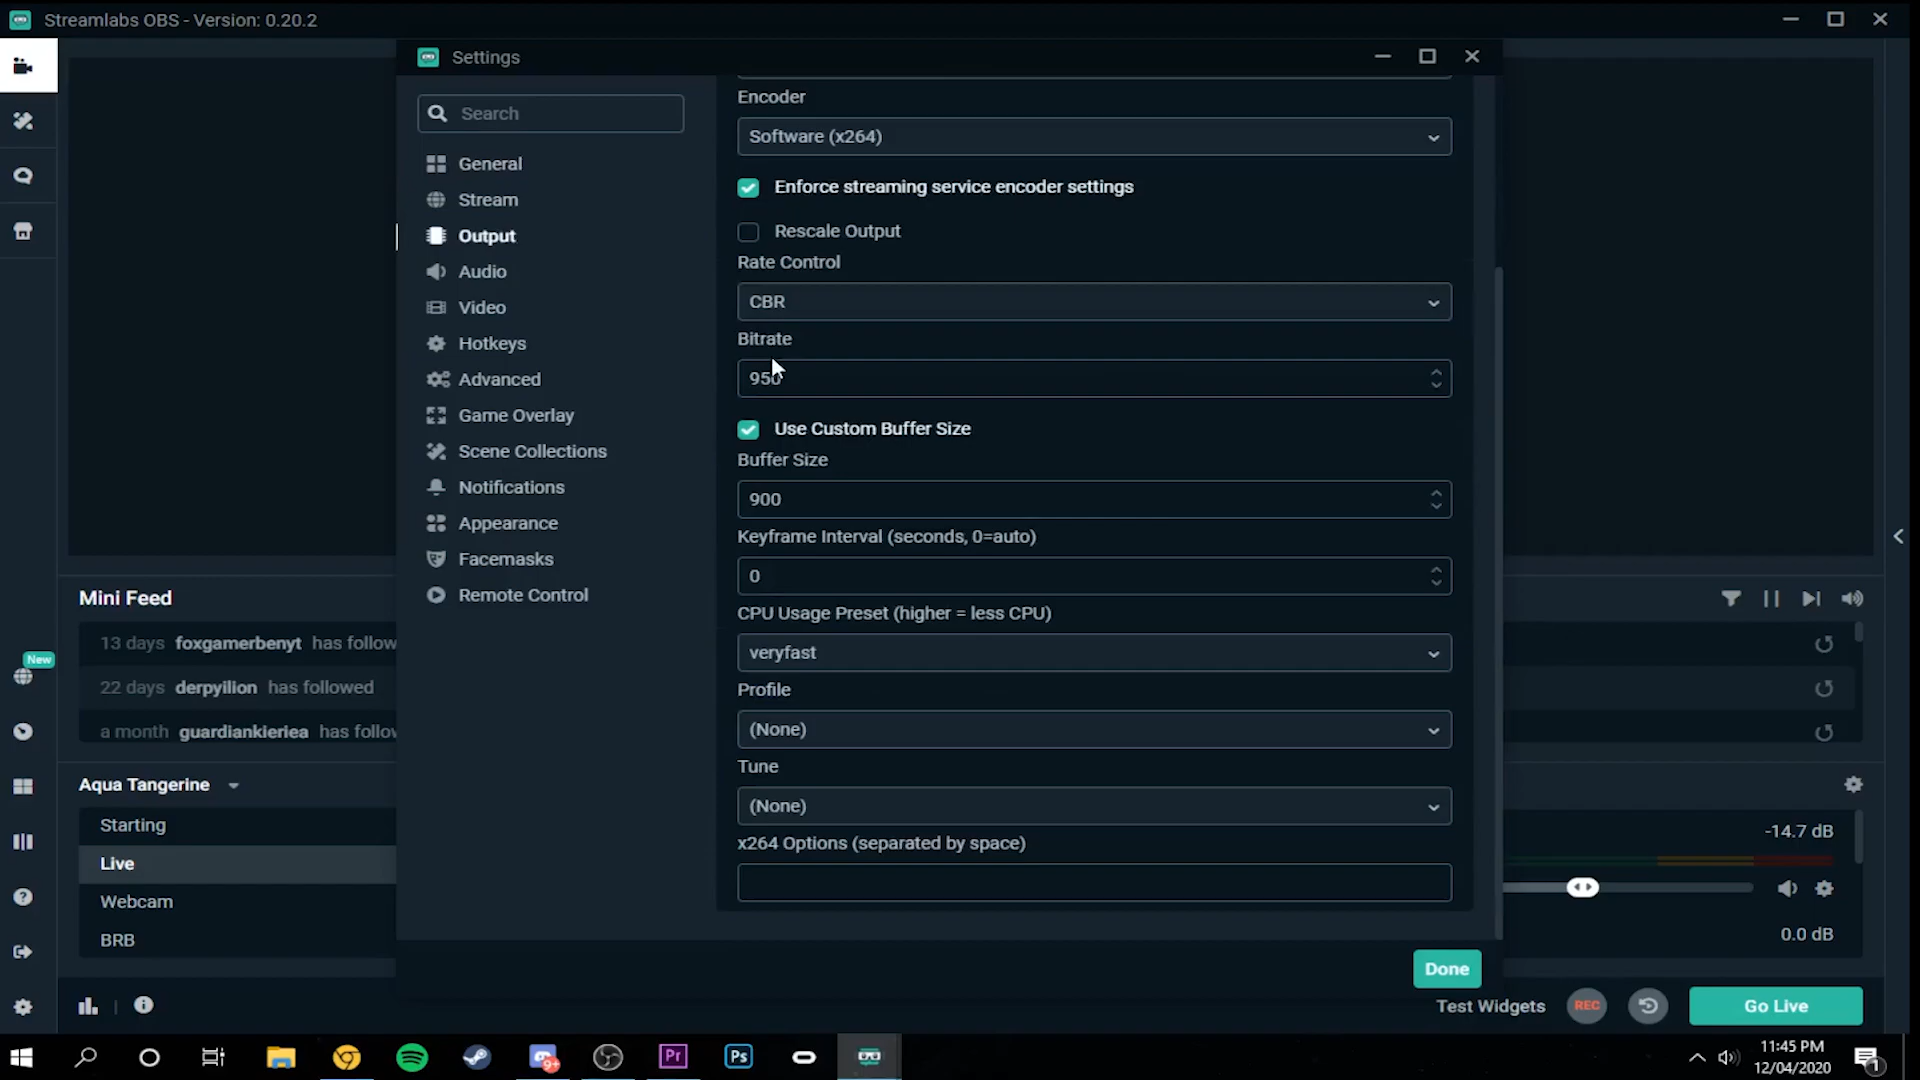 Streamlabs OBS - Version: 0.20.2
Settings
Search
General
Stream
Output
Audio
Video
Hotkeys
Advanced
Game Overlay
Scene Collections
Notifications
Appearance
Facemasks
Remote Control
Encoder
Software (x264)
Enforce streaming service encoder settings
Rescale Output
Rate Control
CBR
Bitrate
950
Use Custom Buffer Size
Buffer Size
900
Keyframe Interval (seconds, 0=auto)
0
CPU Usage Preset (higher = less CPU)
veryfast
Profile
(None)
Tune
(None)
x264 Options (separated by space)
Done
Mini Feed
13 days foxgamerbenyt has follow
22 days derpyilion has followed
a month guardiankieriea has follow
New
Aqua Tangerine
Starting
Live
Webcam
BRB
-14.7 dB
0.0 dB
Test Widgets
REC
Go Live
Pr
Ps
9+
11:45 PM
12/04/2020
1